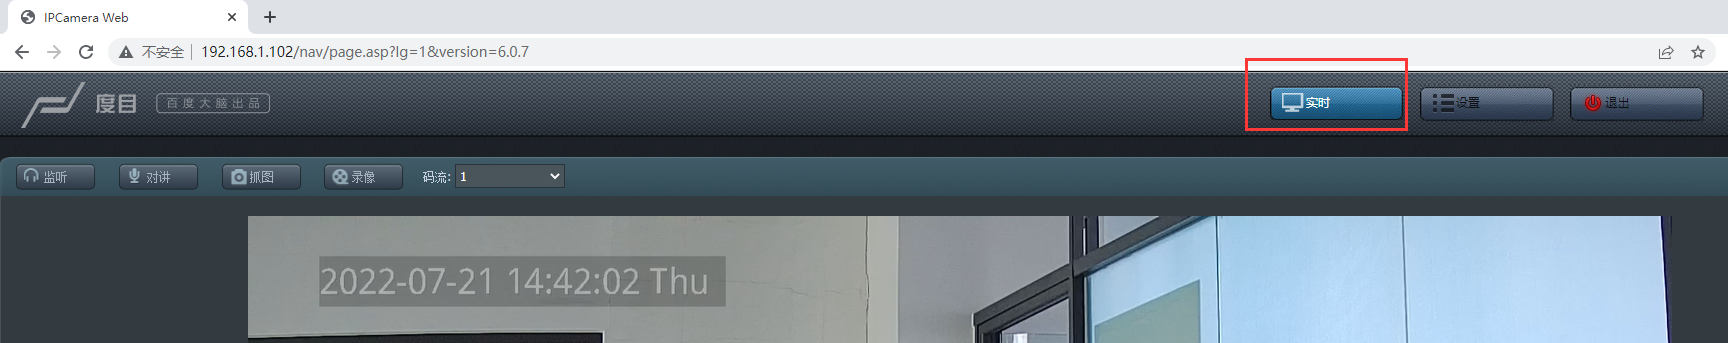 IPCamera Web
不安全 192.168.1.102/nav/page.asp?lg=1&version=6.0.7
度目 百度大脑出品 实时 设置 退出
监听 对讲 抓图 录像 码流: 1
2022-07-21 14:42:02 Thu